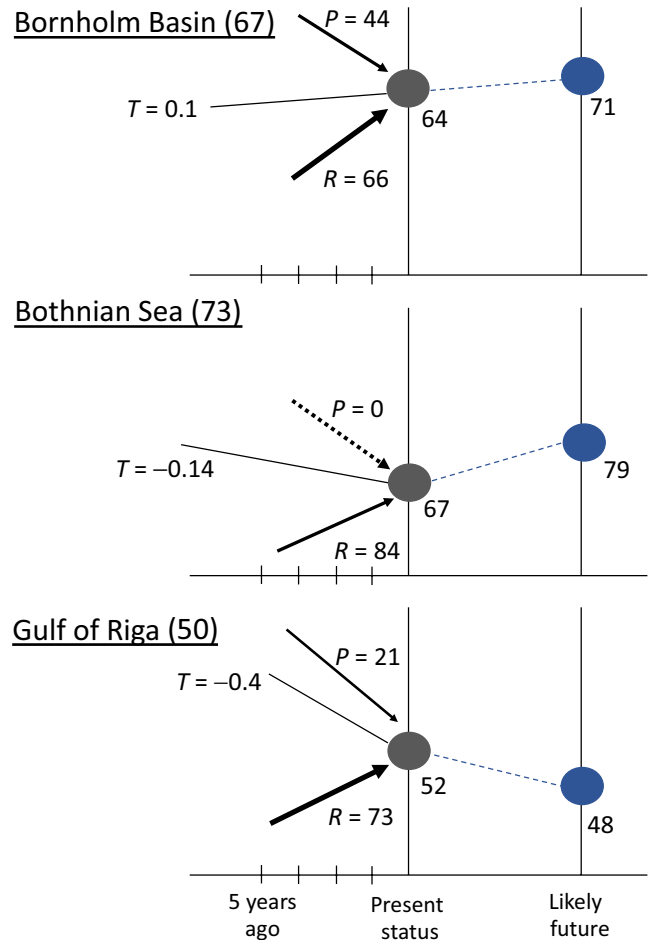 Bornholm Basin (67)
P = 44
T = 0.1
64
71
R = 66
Bothnian Sea (73)
P = 0
T = −0.14
79
67
R = 84
Gulf of Riga (50)
P = 21
T = −0.4
52
R = 73
48
5 years
ago
Present
status
Likely
future